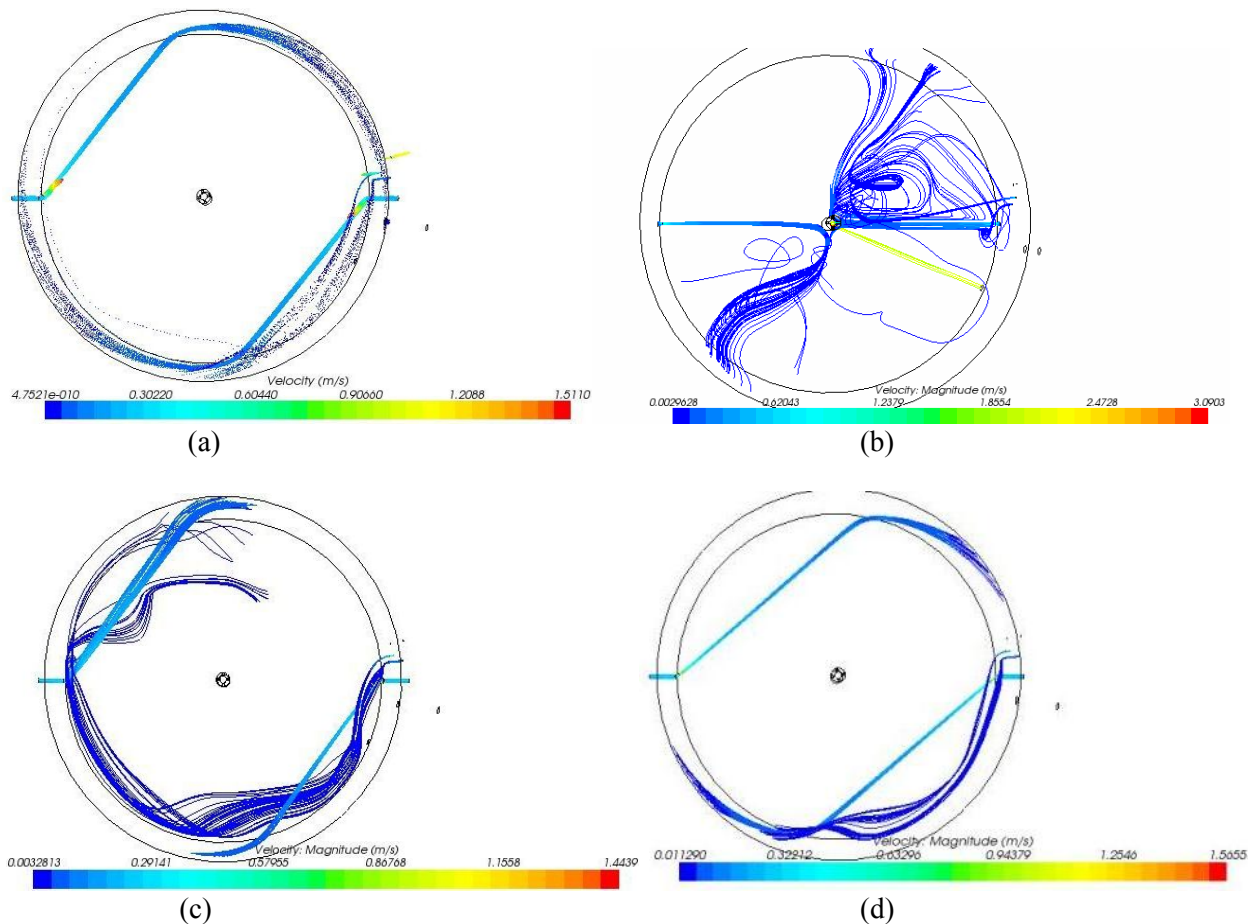 Velocity (m/s)
4.7521e-010 0.30220 0.60440 0.90660 1.2088 1.5110
(a)
Velocity: Magnitude (m/s)
0.0029628 0.62043 1.2379 1.8554 2.4728 3.0903
(b)
Velocity: Magnitude (m/s)
0.0032813 0.29141 0.57955 0.86768 1.1558 1.4439
(c)
Velocity: Magnitude (m/s)
0.011290 0.32212 0.63296 0.94379 1.2546 1.5655
(d)